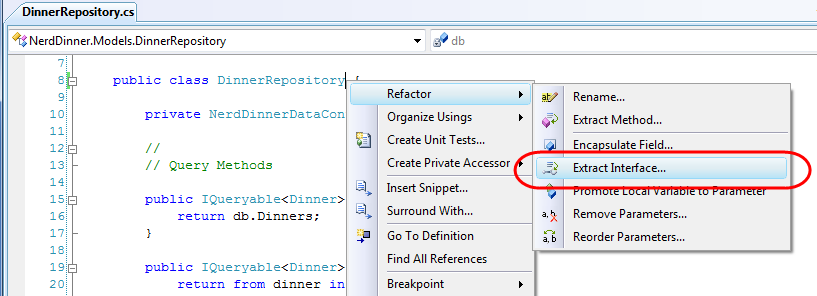 DinnerRepository.cs
NerdDinner.Models.DinnerRepository
db
7
8 public class DinnerRepository {
9
10 private NerdDinnerDataCon
11
12 //
13 // Query Methods
14
15 public IQueryable<Dinner>
16 return db.Dinners;
17 }
18
19 public IQueryable<Dinner>
20 return from dinner in
Refactor
Organize Usings
Create Unit Tests...
Create Private Accessor
Insert Snippet...
Surround With...
Go To Definition
Find All References
Breakpoint
Rename...
Extract Method...
Encapsulate Field...
Extract Interface...
Promote Local Variable to Parameter
Remove Parameters...
Reorder Parameters...